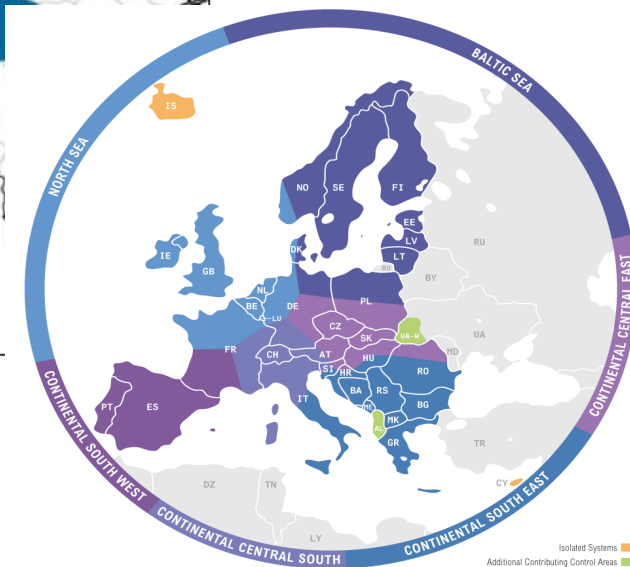 BALTIC SEA
NORTH SEA
IS
NO
SE
FI
EE
LV
LT
RU
RU
BY
DK
IE
GB
NL
BE
LU
DE
PL
CZ
SK
UA-W
UA
MD
FR
CH
AT
HU
SI
HR
RO
IT
BA
RS
BG
ME
MK
AL
GR
PT
ES
TR
CY
DZ
TN
LY
CONTINENTAL CENTRAL EAST
CONTINENTAL SOUTH WEST
CONTINENTAL CENTRAL SOUTH
CONTINENTAL SOUTH EAST
Isolated Systems
Additional Contributing Control Areas